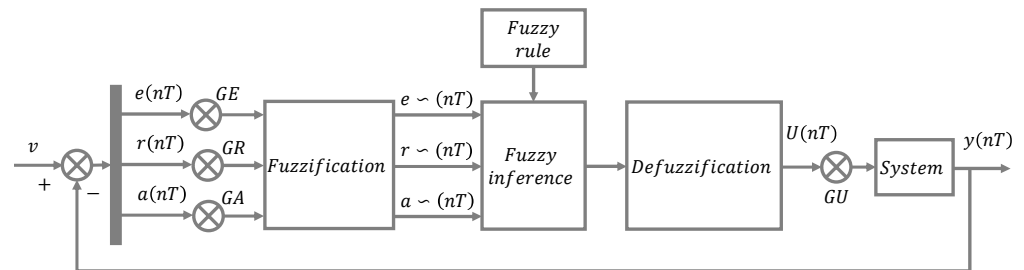 Fuzzy
rule
e(nT)
GE
e ∽ (nT)
v
+
−
r(nT)
GR
Fuzzification
r ∽ (nT)
Fuzzy
inference
Defuzzification
U(nT)
GU
System
y(nT)
a(nT)
GA
a ∽ (nT)